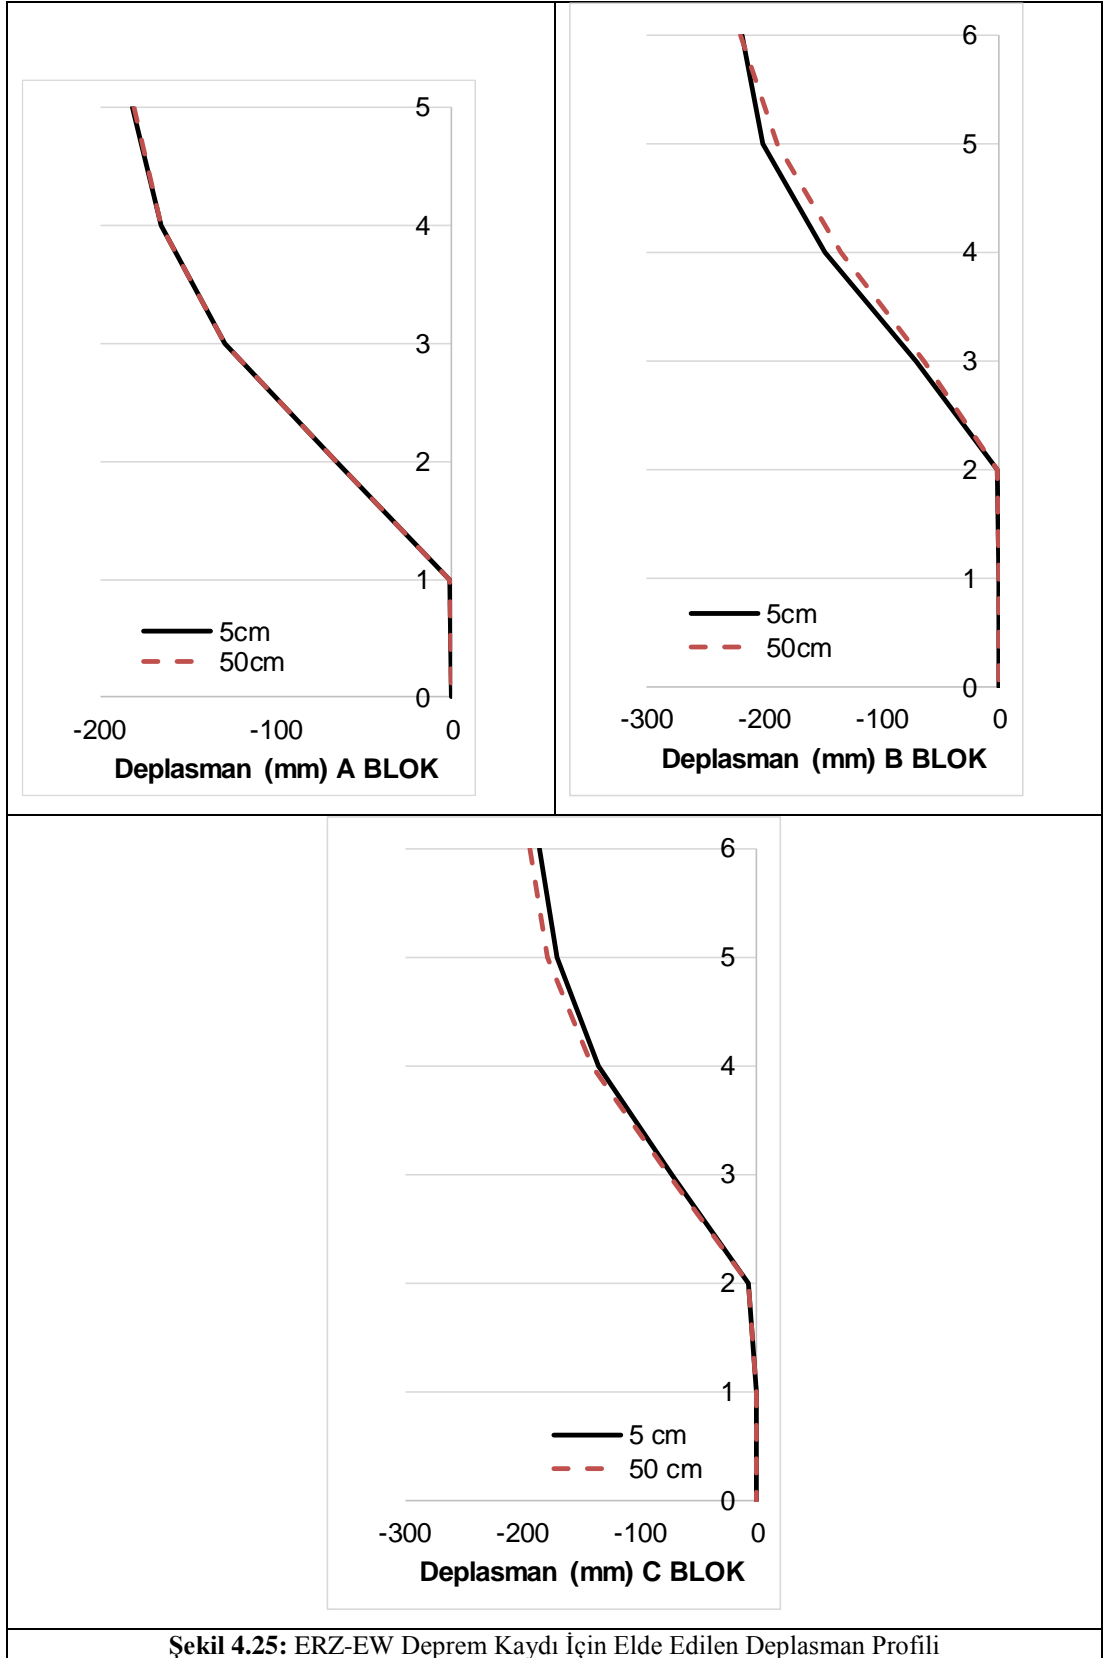 5
4
3
2
1
0
5cm
50cm
-200 -100 0
Deplasman (mm) A BLOK
6
5
4
3
2
1
0
5cm
50cm
-300 -200 -100 0
Deplasman (mm) B BLOK
6
5
4
3
2
1
0
5 cm
50 cm
-300 -200 -100 0
Deplasman (mm) C BLOK
Şekil 4.25: ERZ-EW Deprem Kaydı İçin Elde Edilen Deplasman Profili